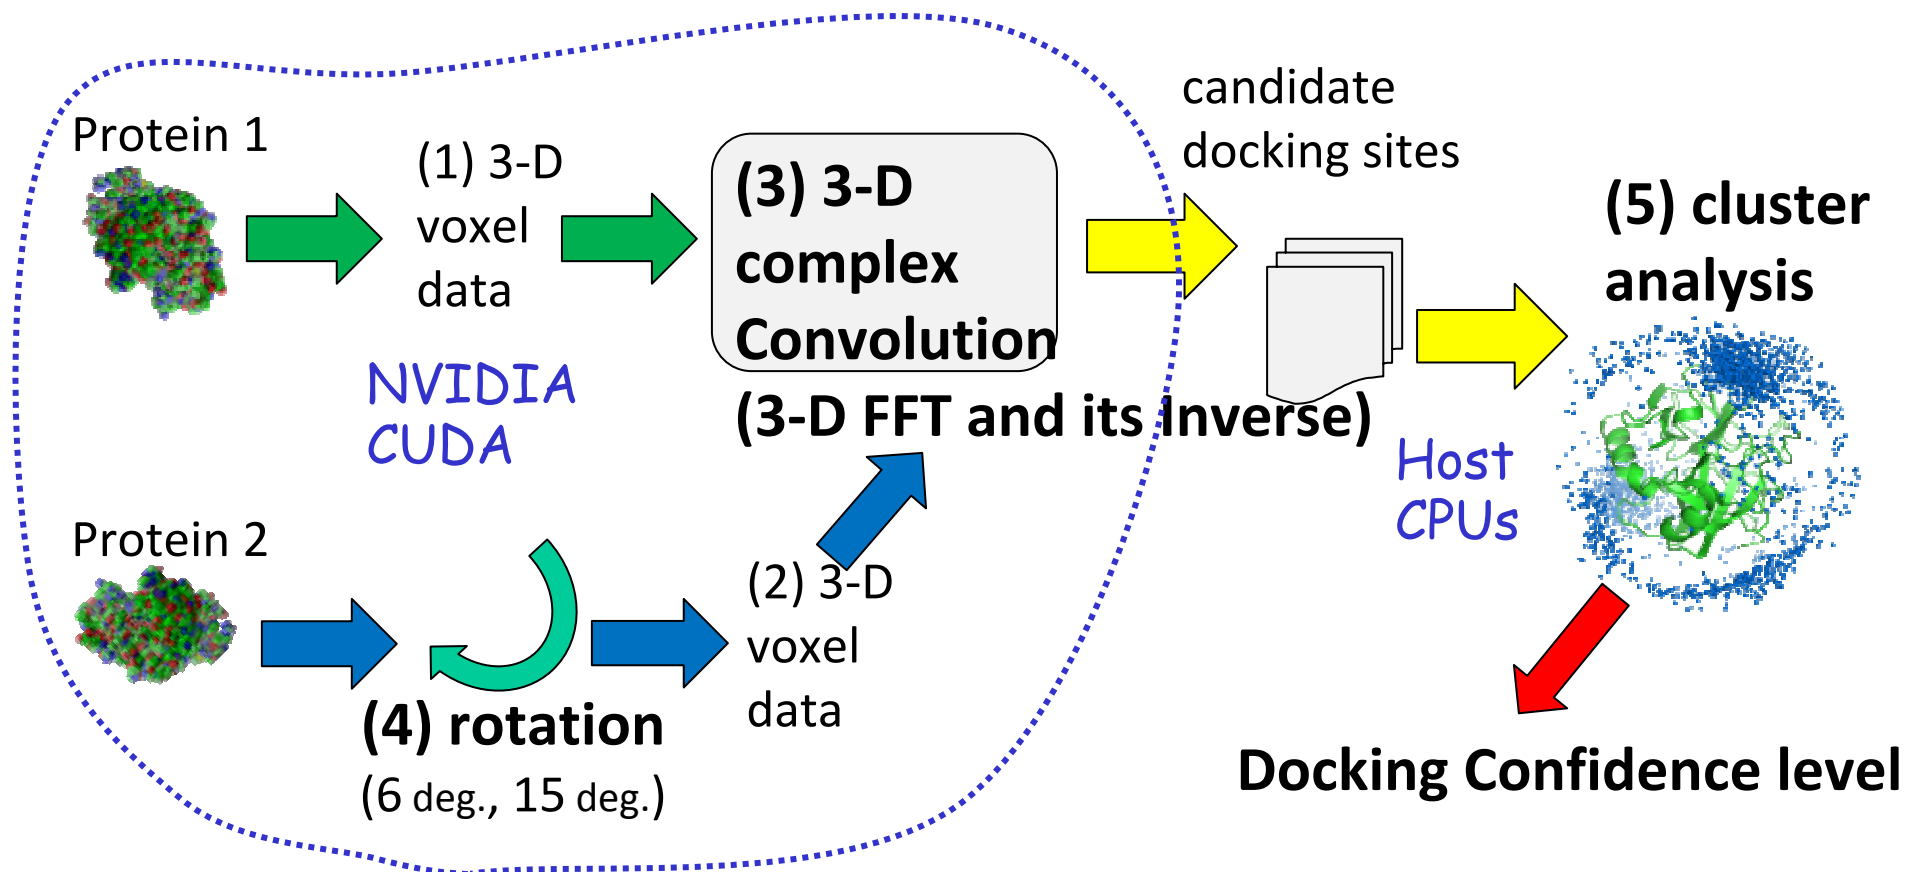 Protein 1
(1) 3-D
voxel
data
(3) 3-D
complex
Convolution
(3-D FFT and its Inverse)
NVIDIA
CUDA
candidate
docking sites
(5) cluster
analysis
Host
CPUs
Protein 2
(4) rotation
(6 deg., 15 deg.)
(2) 3-D
voxel
data
Docking Confidence level